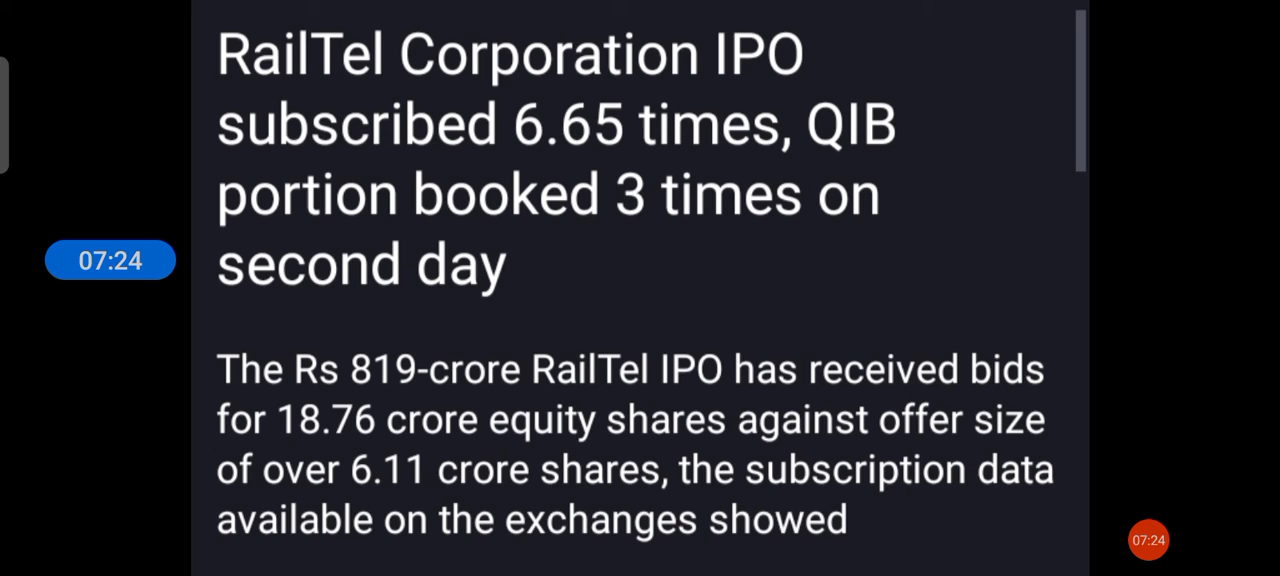 RailTel Corporation IPO
subscribed 6.65 times, QIB
portion booked 3 times on
second day
07:24
The Rs 819-crore RailTel IPO has received bids
for 18.76 crore equity shares against offer size
of over 6.11 crore shares, the subscription data
available on the exchanges showed
07:24